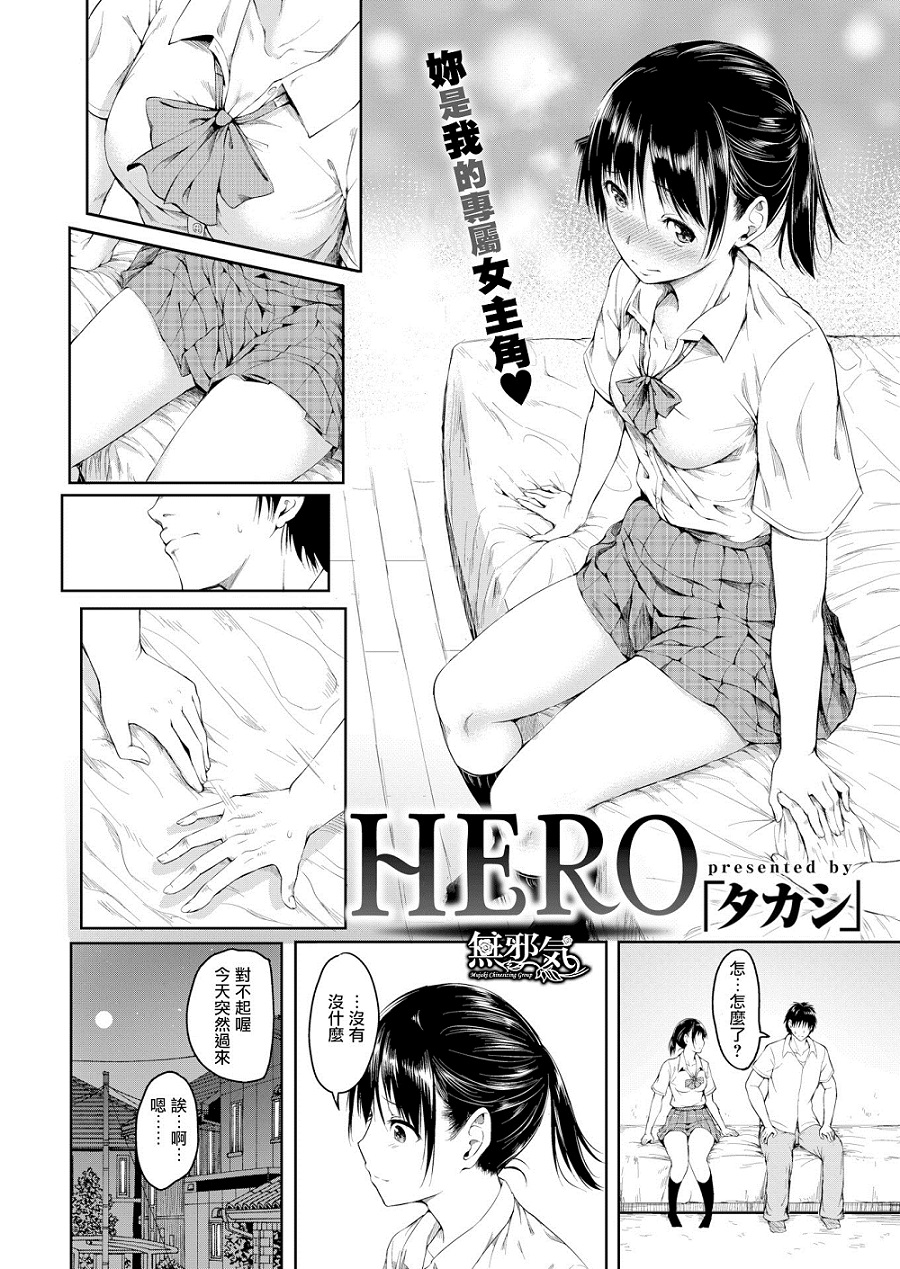 妳是我的專屬女主角♥
HERO
presented by
「タカシ」
無邪気
Mujaki Chinesizing Group
怎…怎麼了?
…沒有
沒什麼
對不起喔
今天突然過來
誒…啊…
嗯……